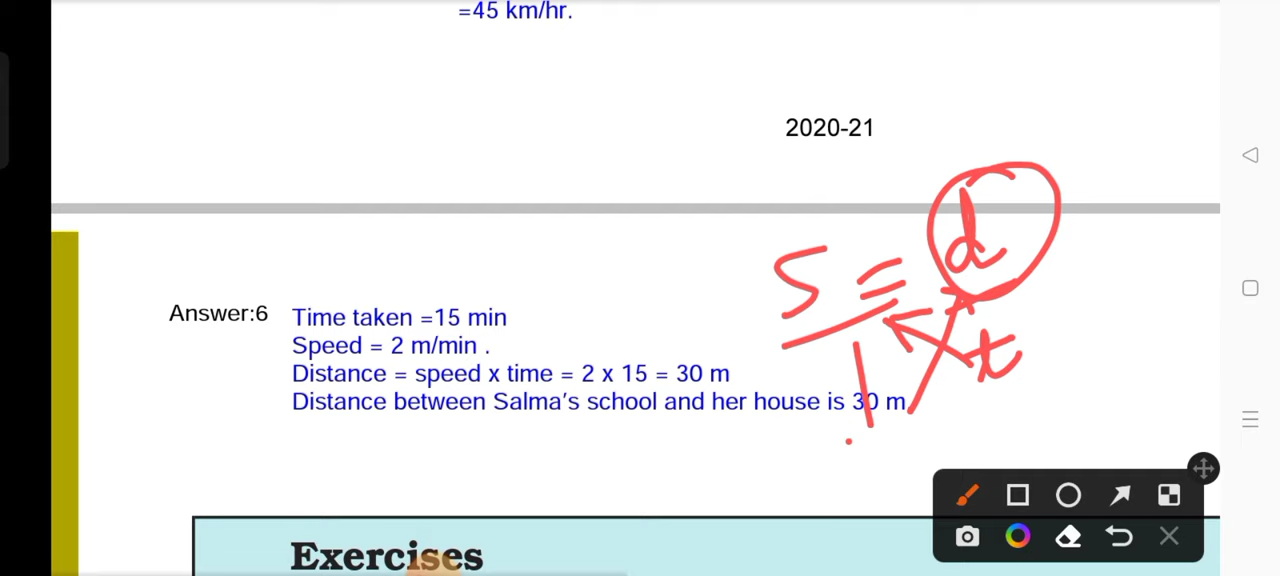 =45 km/hr.
2020-21
S = d
1 t
Answer:6 Time taken =15 min
Speed = 2 m/min .
Distance = speed x time = 2 x 15 = 30 m
Distance between Salma's school and her house is 30 m
Exercises